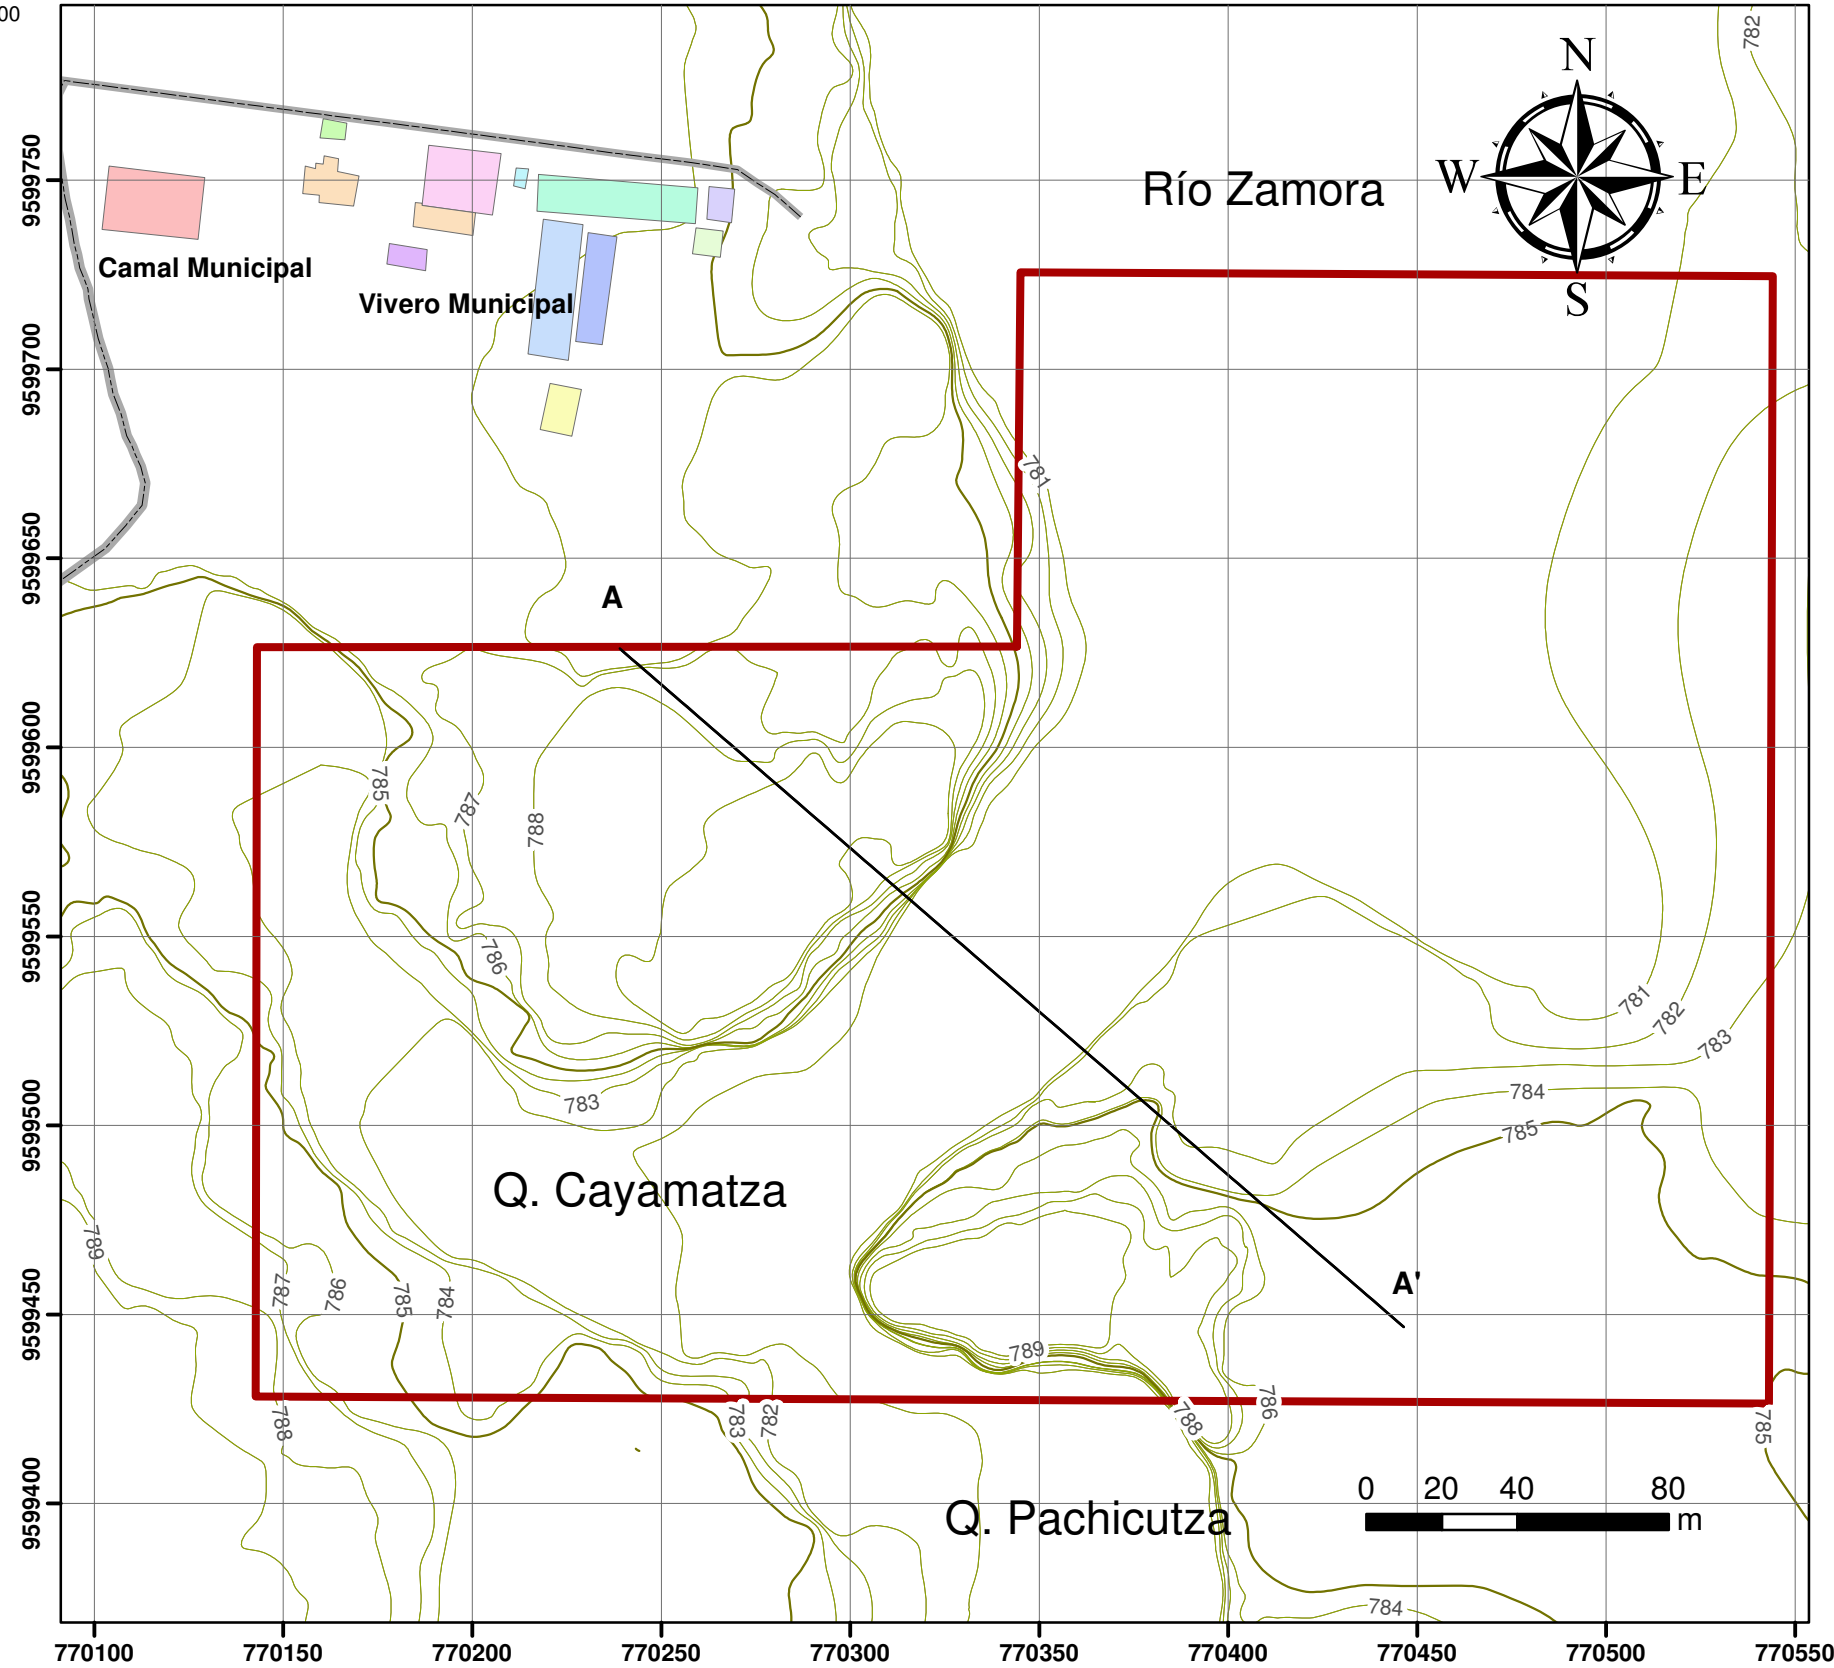 00
782
N
W
E
S
Río Zamora
9599750
Camal Municipal
Vivero Municipal
9599700
781
9599650
A
9599600
785
787
788
9599550
786
781
782
783
9599500
783
784
785
Q. Cayamatza
789
787
786
785
784
A'
9599450
789
788
783
782
788
786
785
0 20 40 80
m
9599400
Q. Pachicutza
784
770100 770150 770200 770250 770300 770350 770400 770450 770500 770550